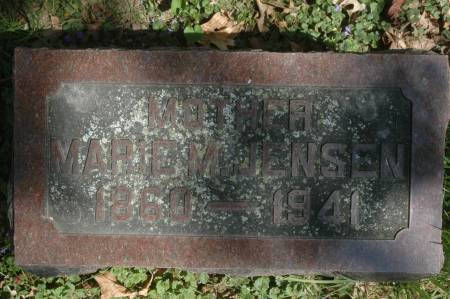 MOTHER
MARIE M. JENSEN
1860 — 1941